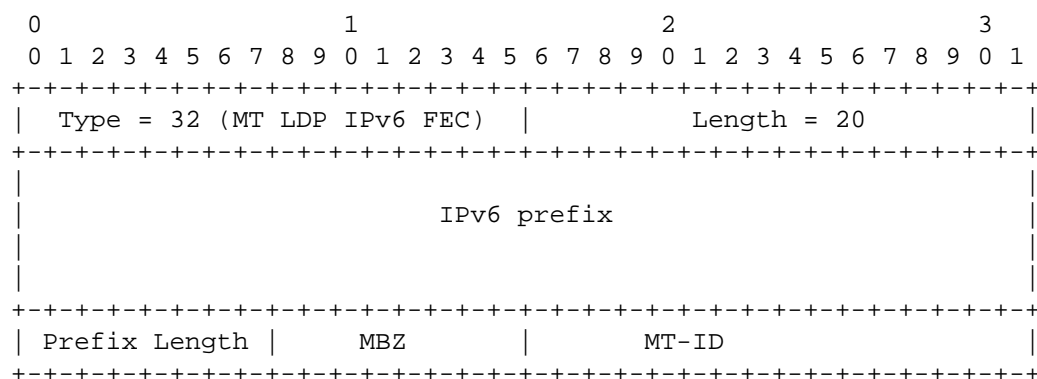 0                   1                   2                   3
0 1 2 3 4 5 6 7 8 9 0 1 2 3 4 5 6 7 8 9 0 1 2 3 4 5 6 7 8 9 0 1
+-+-+-+-+-+-+-+-+-+-+-+-+-+-+-+-+-+-+-+-+-+-+-+-+-+-+-+-+-+-+-+-+
|  Type = 32 (MT LDP IPv6 FEC)  |          Length = 20          |
+-+-+-+-+-+-+-+-+-+-+-+-+-+-+-+-+-+-+-+-+-+-+-+-+-+-+-+-+-+-+-+-+
|                                                               |
|                          IPv6 prefix                          |
|                                                               |
|                                                               |
+-+-+-+-+-+-+-+-+-+-+-+-+-+-+-+-+-+-+-+-+-+-+-+-+-+-+-+-+-+-+-+-+
| Prefix Length |     MBZ       |       MT-ID                   |
+-+-+-+-+-+-+-+-+-+-+-+-+-+-+-+-+-+-+-+-+-+-+-+-+-+-+-+-+-+-+-+-+